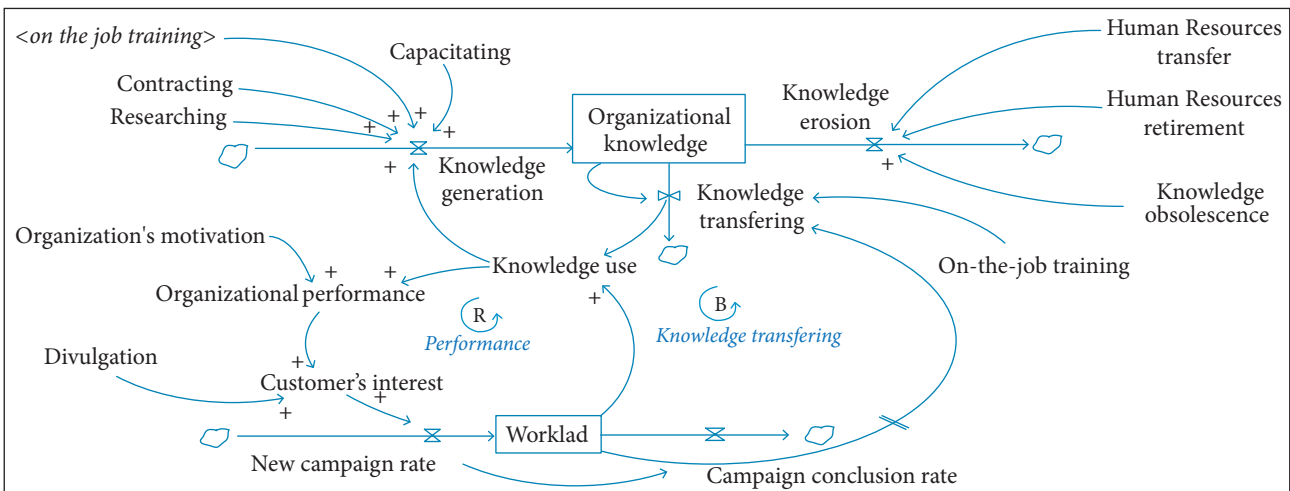 <on the job training>
Capacitating
Human Resources
transfer
Contracting
Researching
Knowledge
erosion
Human Resources
retirement
Organizational
knowledge
+ + + +
+
+
+
Knowledge
generation
Knowledge
transfering
Knowledge
obsolescence
Organization's motivation
Knowledge use
On-the-job training
+ +
+
Organizational performance
R
Performance
B
Knowledge transfering
Divulgation
+
Customer's interest
+
+
Worklad
New campaign rate
Campaign conclusion rate